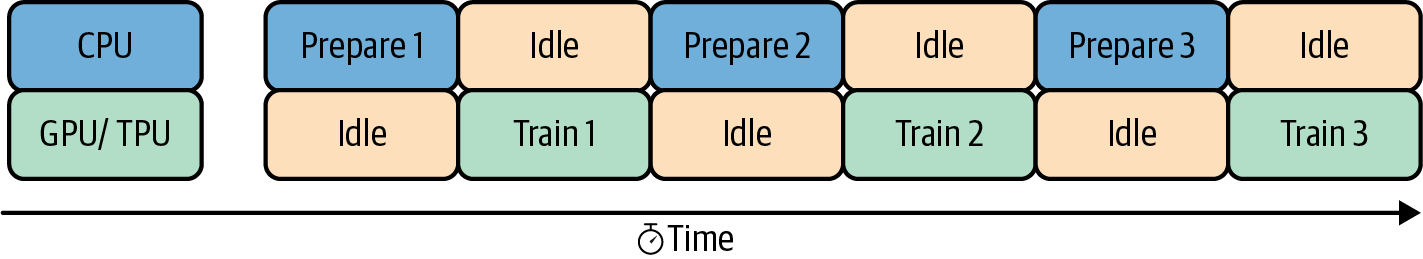 CPU Prepare 1 Idle Prepare 2 Idle Prepare 3 Idle
GPU/ TPU Idle Train 1 Idle Train 2 Idle Train 3
Time